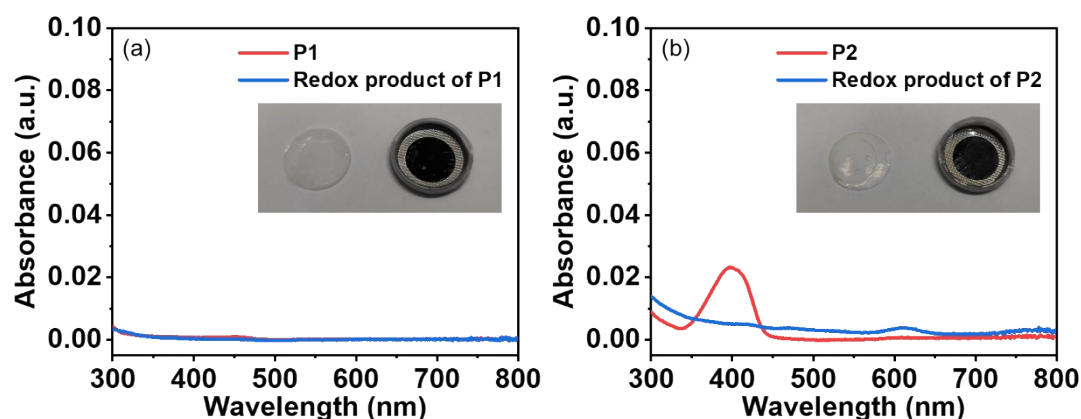 (a)
P1
Redox product of P1
Absorbance (a.u.)
0.10
0.08
0.06
0.04
0.02
0.00
300 400 500 600 700 800
Wavelength (nm)
(b)
P2
Redox product of P2
Absorbance (a.u.)
0.10
0.08
0.06
0.04
0.02
0.00
300 400 500 600 700 800
Wavelength (nm)